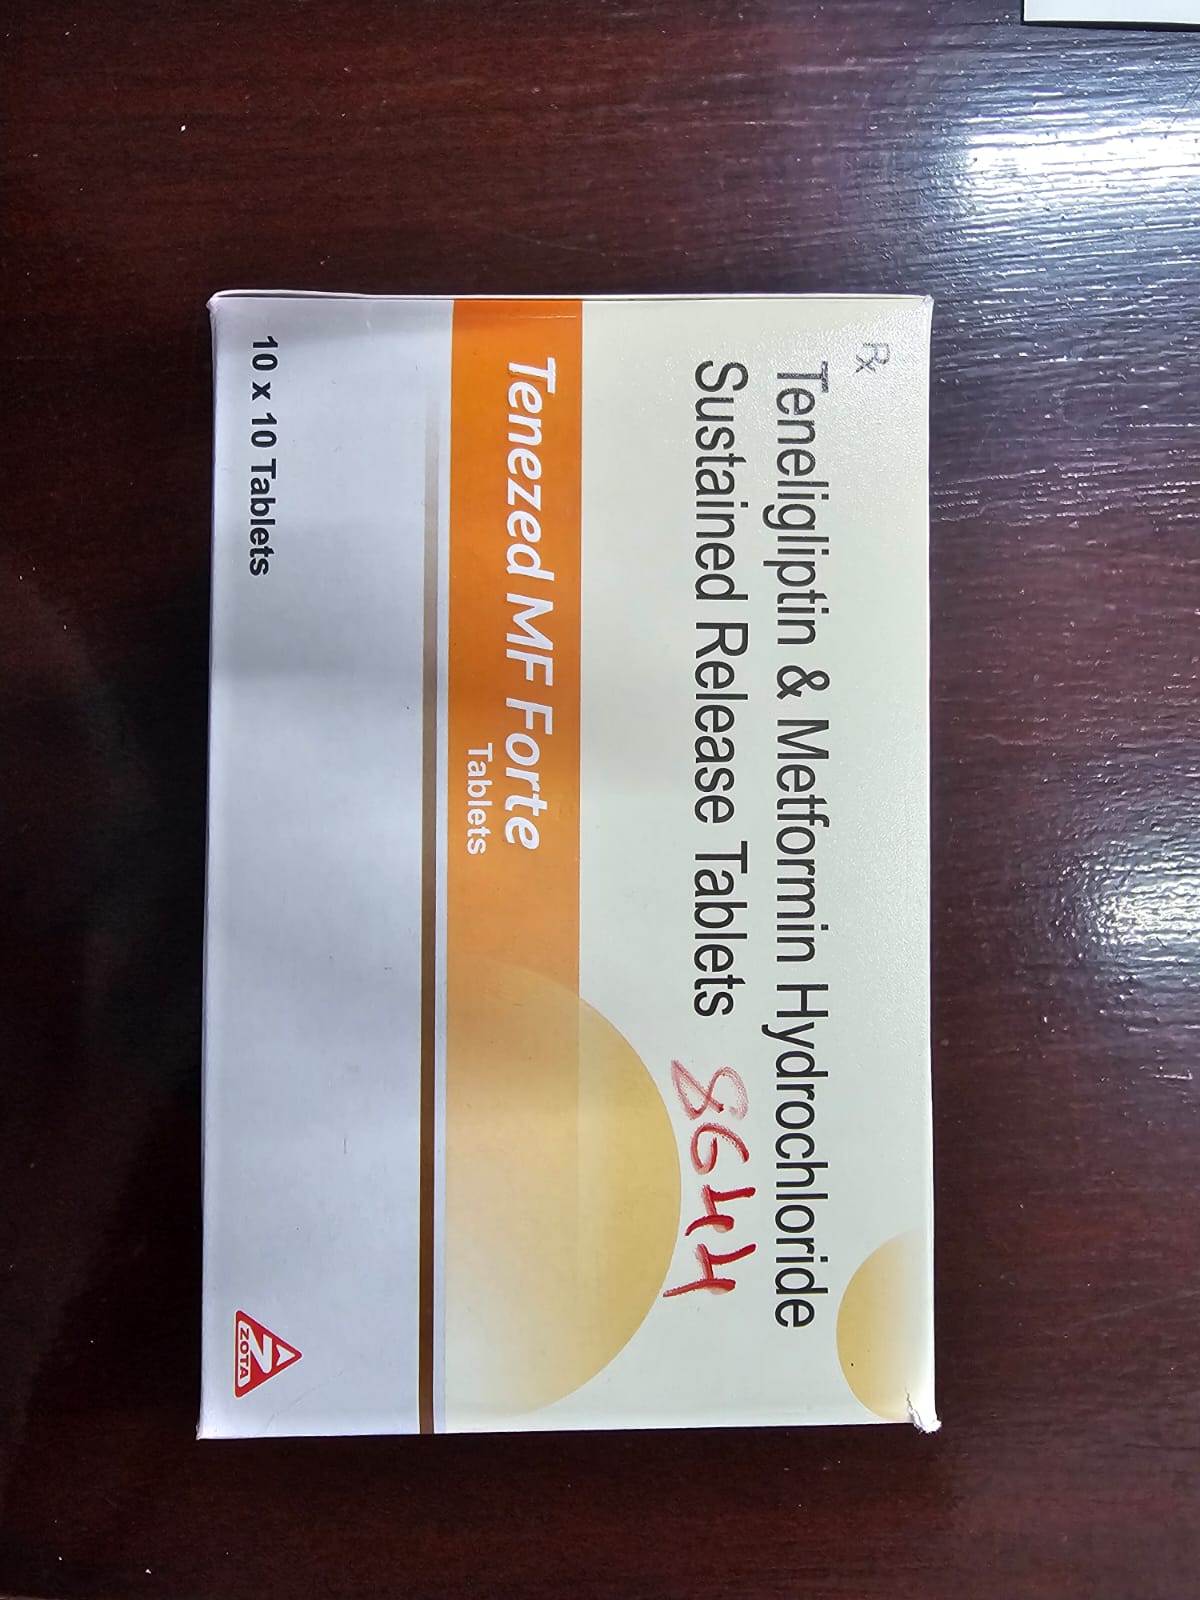 Rx
Teneligliptin & Metformin Hydrochloride
Sustained Release Tablets
8644
Tenezed MF Forte
Tablets
10 x 10 Tablets
ZOTA